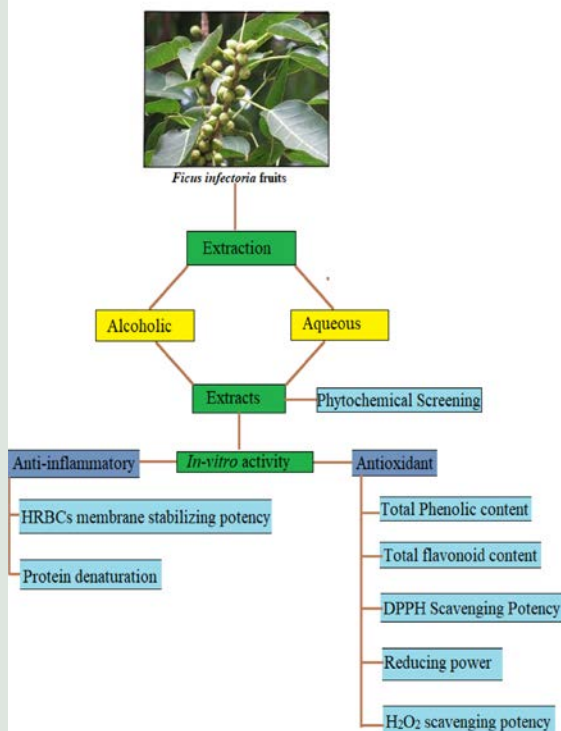 Ficus infectoria fruits
Extraction
Alcoholic
Aqueous
Extracts
Phytochemical Screening
Anti-inflammatory
In-vitro activity
Antioxidant
HRBCs membrane stabilizing potency
Protein denaturation
Total Phenolic content
Total flavonoid content
DPPH Scavenging Potency
Reducing power
H₂O₂ scavenging potency